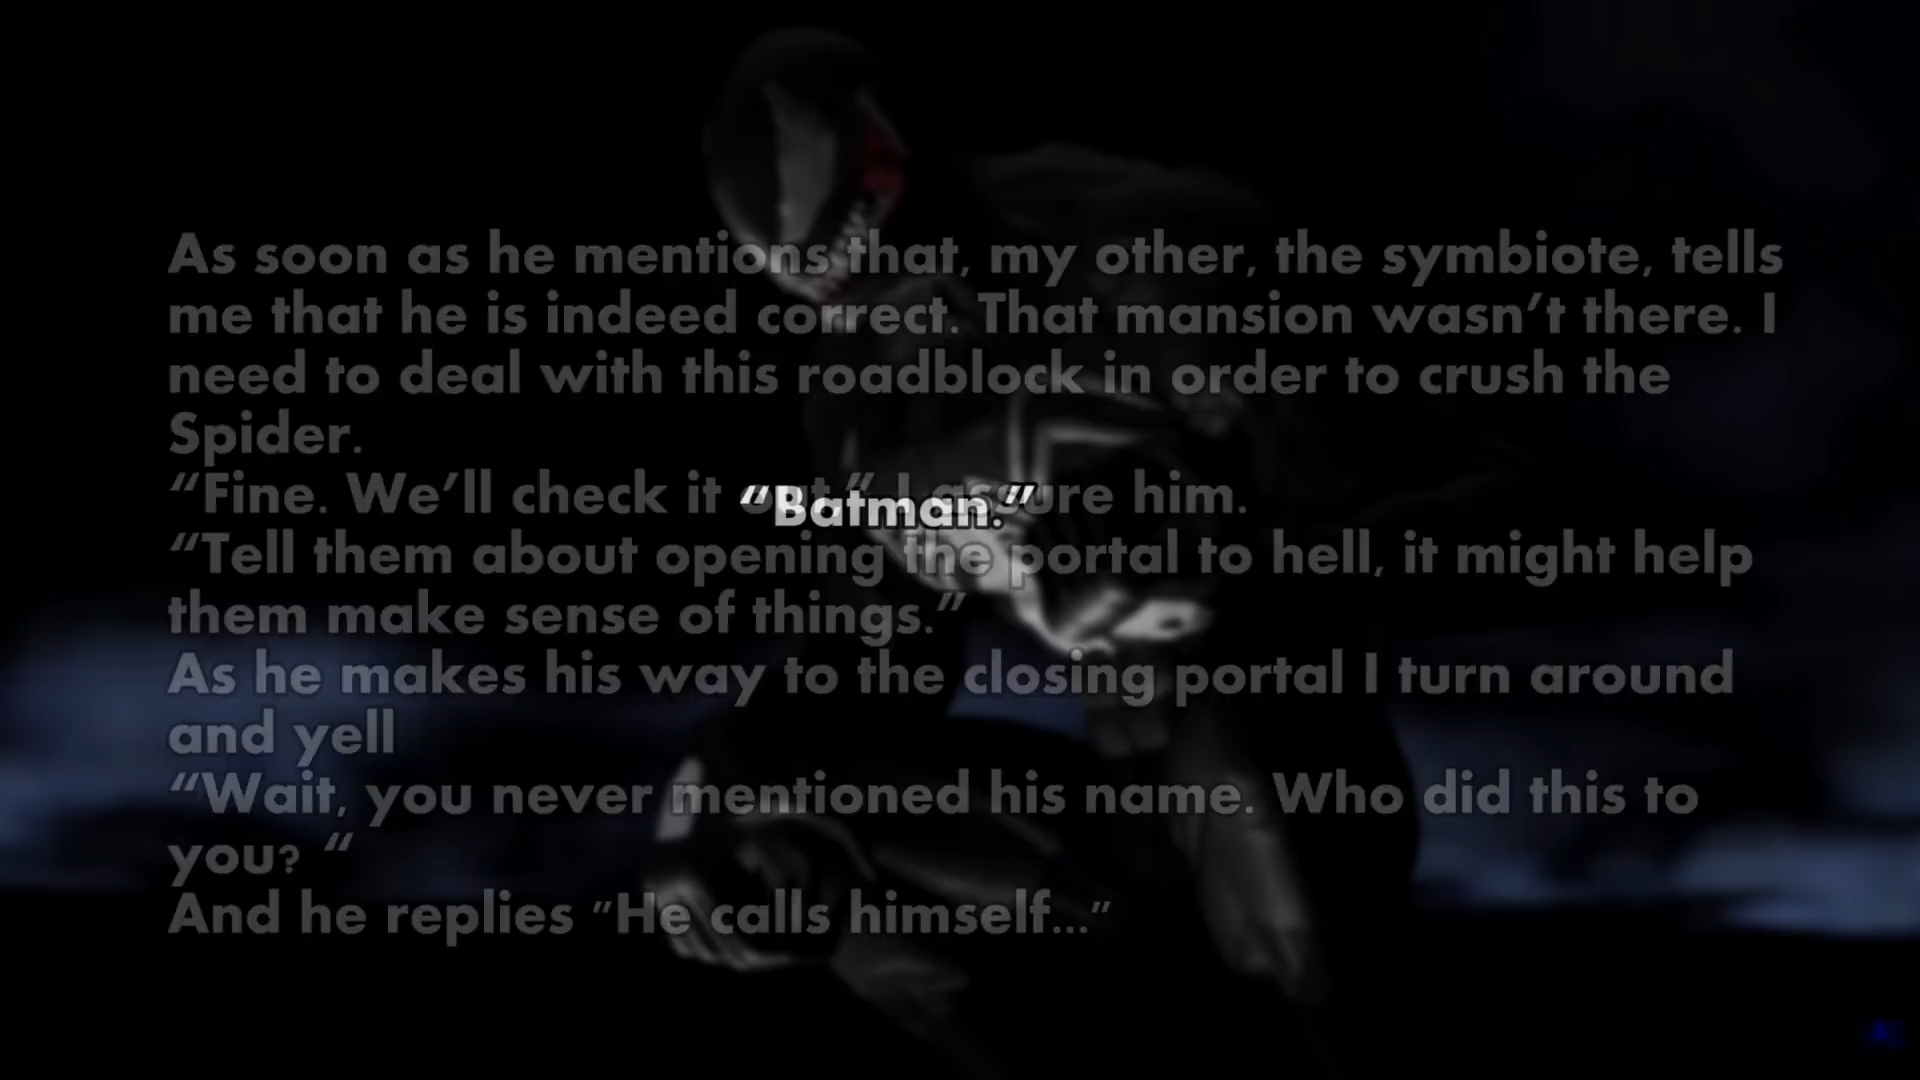 As soon as he mentions that, my other, the symbiote, tells
me that he is indeed correct. That mansion wasn’t there. I
need to deal with this roadblock in order to crush the
Spider.
“Fine. We’ll check it out“ I assure him.
“Batman.”
“Tell them about opening the portal to hell, it might help
them make sense of things.”
As he makes his way to the closing portal I turn around
and yell
“Wait, you never mentioned his name. Who did this to
you? “
And he replies “He calls himself...”